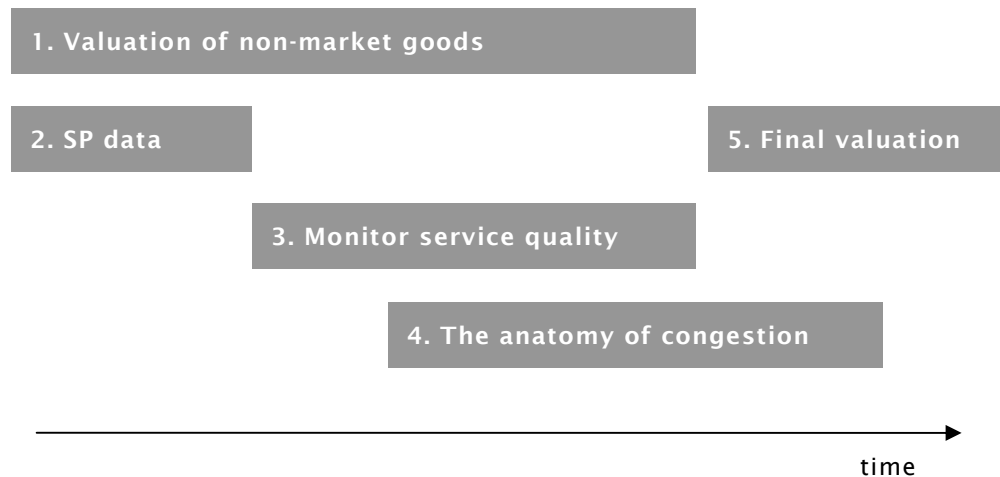 1. Valuation of non-market goods
2. SP data
5. Final valuation
3. Monitor service quality
4. The anatomy of congestion
time